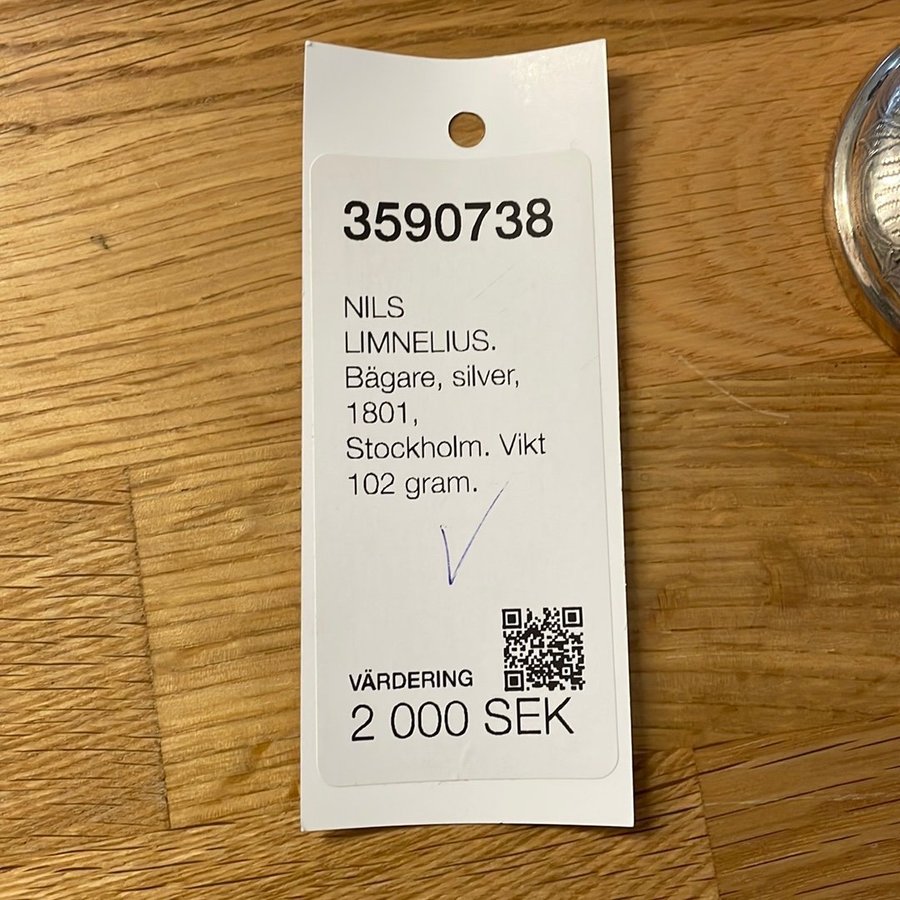 3590738
NILS
LIMNELIUS.
Bägare, silver,
1801,
Stockholm. Vikt
102 gram.
VÄRDERING
2 000 SEK